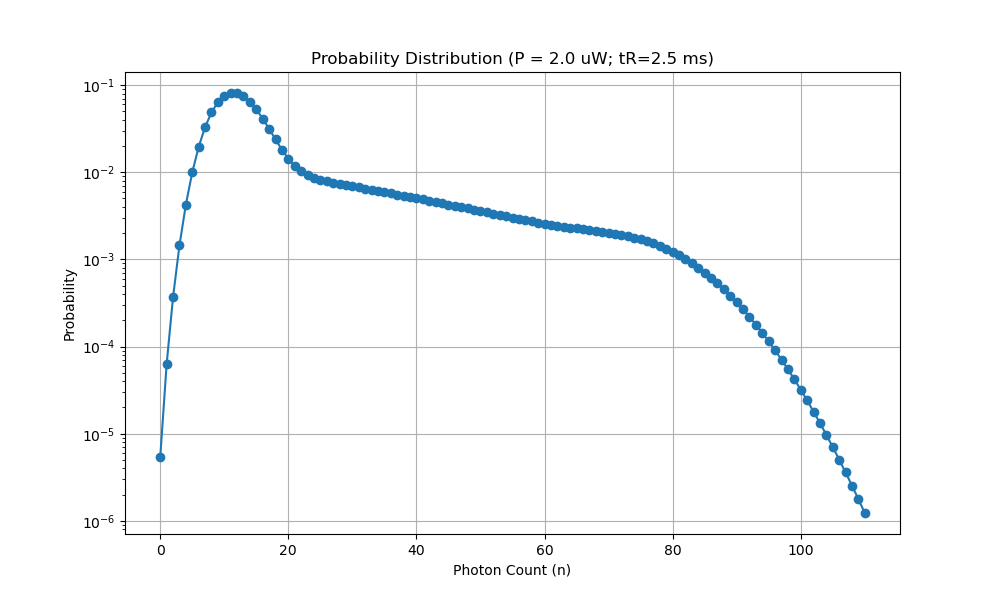 Probability Distribution (P = 2.0 uW; tR=2.5 ms)
Probability
10⁻¹
10⁻²
10⁻³
10⁻⁴
10⁻⁵
10⁻⁶
0 20 40 60 80 100
Photon Count (n)